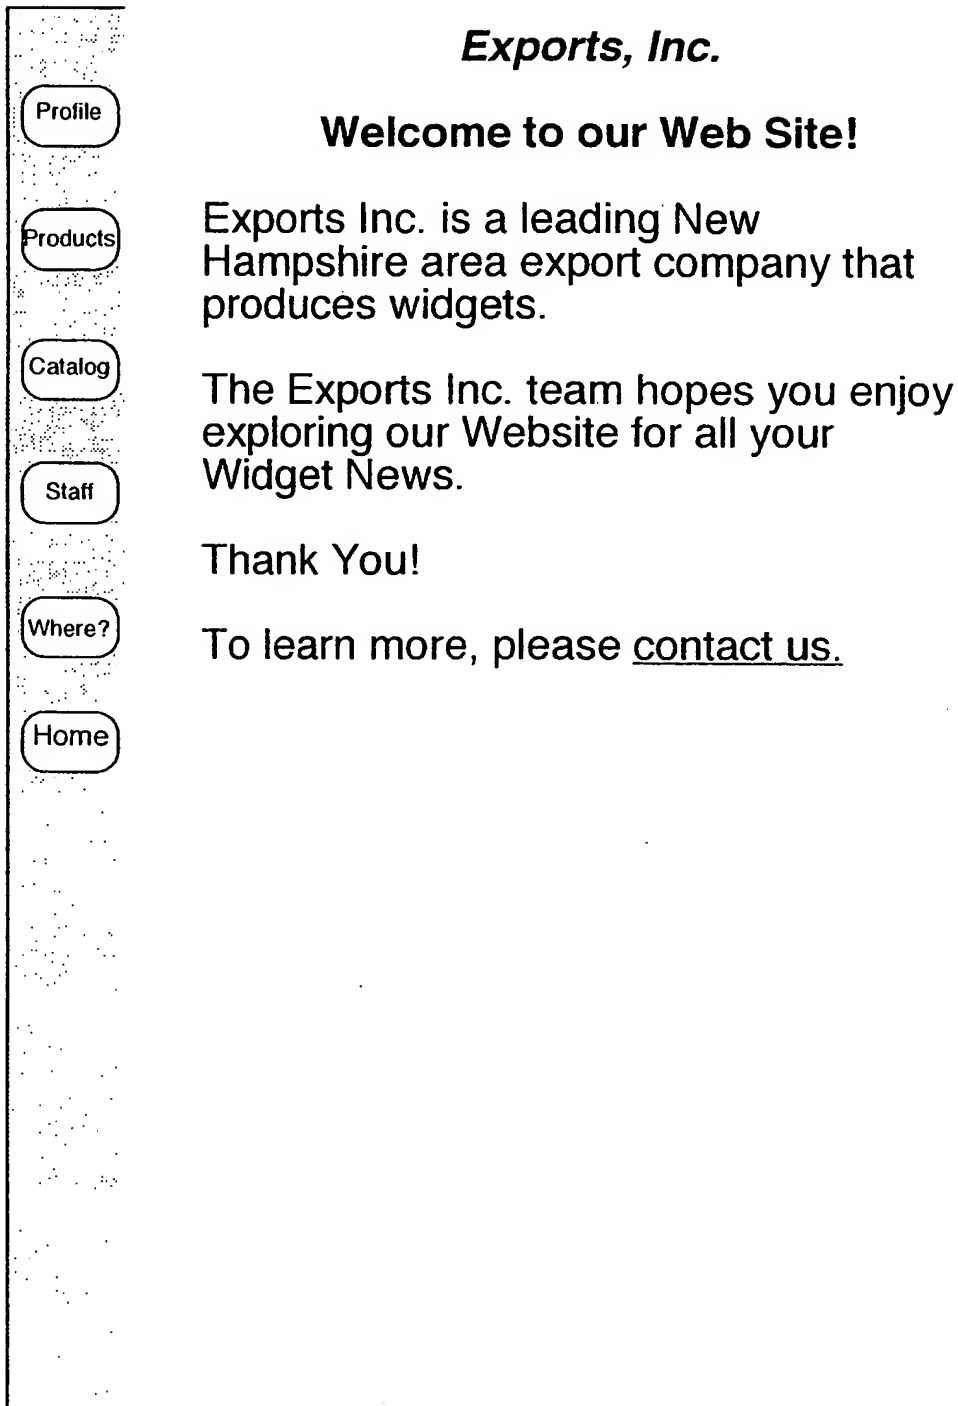 Exports, Inc.
Welcome to our Web Site!
Profile
Products
Catalog
Staff
Where?
Home
Exports Inc. is a leading New
Hampshire area export company that
produces widgets.
The Exports Inc. team hopes you enjoy
exploring our Website for all your
Widget News.
Thank You!
To learn more, please contact us.